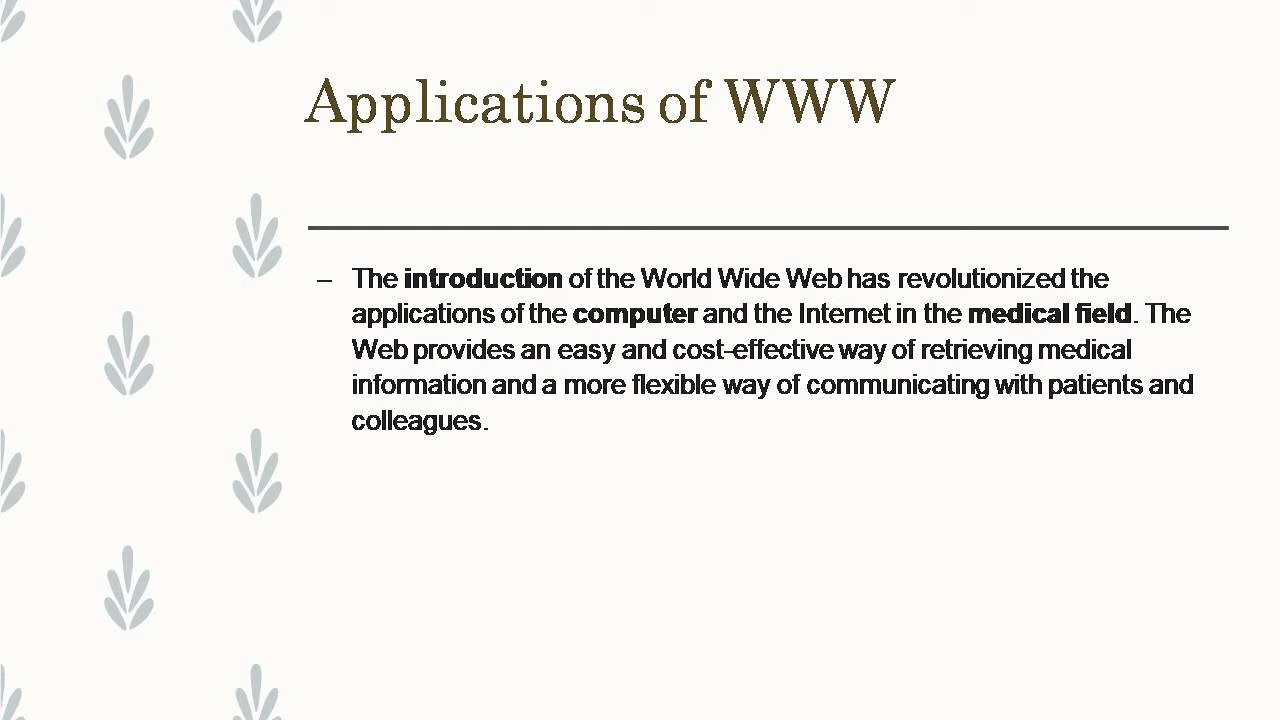 Applications of WWW
– The introduction of the World Wide Web has revolutionized the
applications of the computer and the Internet in the medical field. The
Web provides an easy and cost-effective way of retrieving medical
information and a more flexible way of communicating with patients and
colleagues.